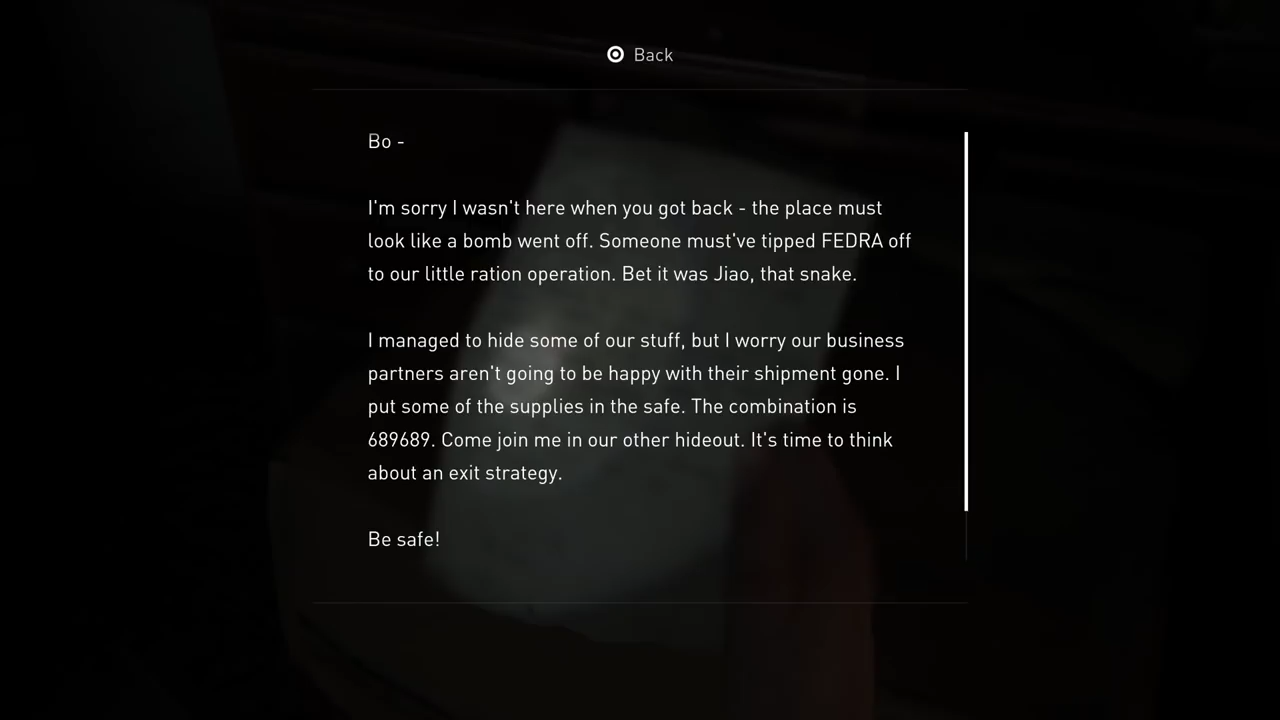 Back
Bo -
I'm sorry I wasn't here when you got back - the place must
look like a bomb went off. Someone must've tipped FEDRA off
to our little ration operation. Bet it was Jiao, that snake.
I managed to hide some of our stuff, but I worry our business
partners aren't going to be happy with their shipment gone. I
put some of the supplies in the safe. The combination is
689689. Come join me in our other hideout. It's time to think
about an exit strategy.
Be safe!